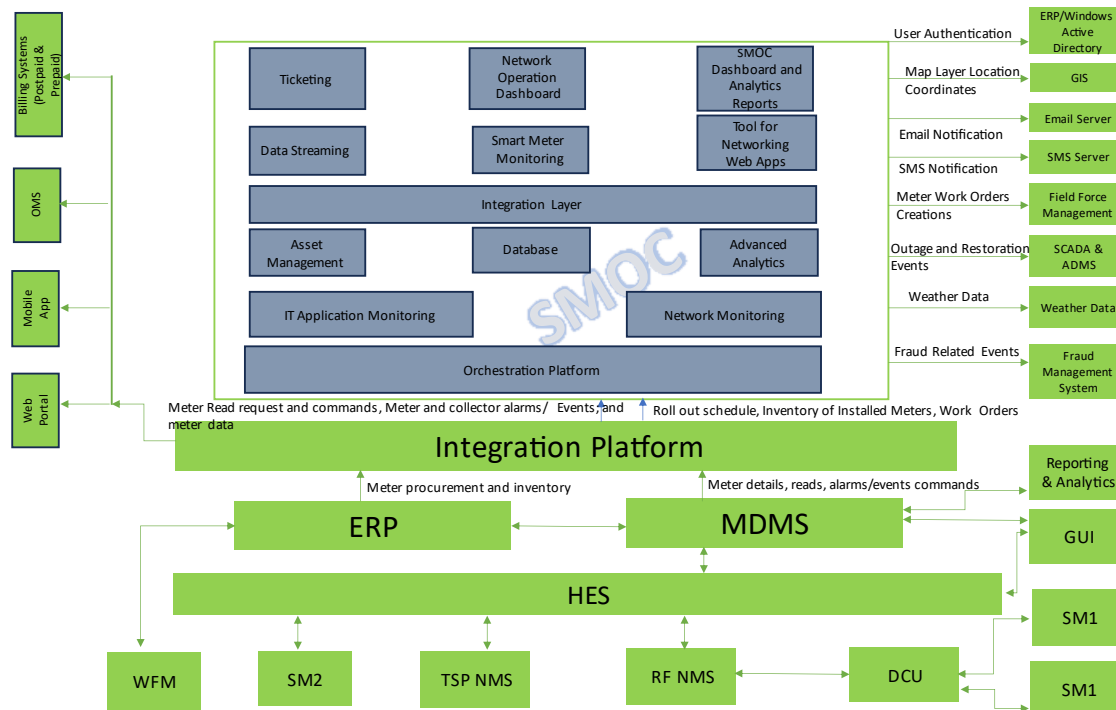 Billing Systems
(Postpaid &
Prepaid)
OMS
Mobile
App
Web
Portal
Ticketing
Network
Operation
Dashboard
SMOC
Dashboard and
Analytics
Reports
Data Streaming
Smart Meter
Monitoring
Tool for
Networking
Web Apps
Integration Layer
Asset
Management
Database
Advanced
Analytics
SMOC
IT Application Monitoring
Network Monitoring
Orchestration Platform
User Authentication
Map Layer Location
Coordinates
Email Notification
SMS Notification
Meter Work Orders
Creations
Outage and Restoration
Events
Weather Data
Fraud Related Events
ERP/Windows
Active
Directory
GIS
Email Server
SMS Server
Field Force
Management
SCADA &
ADMS
Weather Data
Fraud
Management
System
Meter Read request and commands, Meter and collector alarms/ Events, and
meter data
Roll out schedule, Inventory of Installed Meters, Work Orders
Integration Platform
Meter procurement and inventory
Meter details, reads, alarms/events commands
Reporting
& Analytics
ERP
MDMS
GUI
HES
WFM
SM2
TSP NMS
RF NMS
DCU
SM1
SM1